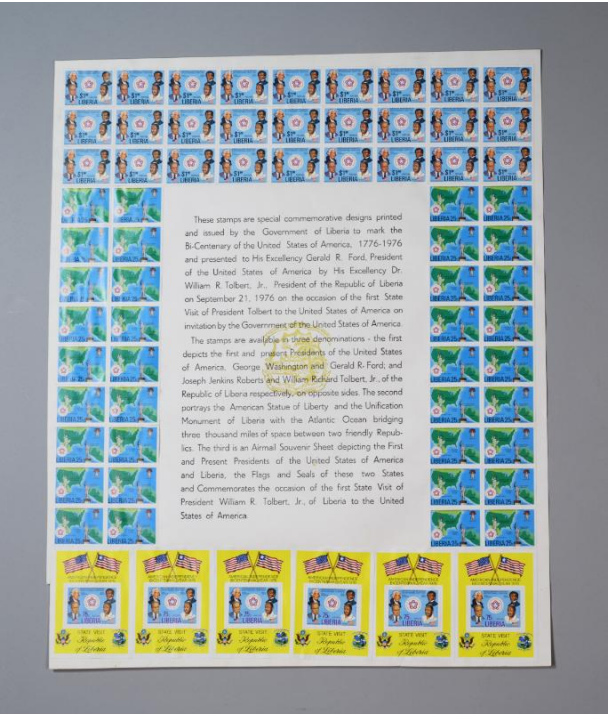 $1⁰⁰ LIBERIA
LIBERIA 25
These stamps are special commemorative designs printed
and issued by the Government of Liberia to mark the
Bi-Centenary of the United States of America, 1776-1976
and presented to His Excellency Gerald R. Ford, President
of the United States of America by His Excellency Dr.
William R. Tolbert, Jr., President of the Republic of Liberia
on September 21, 1976 on the occasion of the first State
Visit of President Tolbert to the United States of America on
invitation by the Government of the United States of America.
The stamps are available in three denominations - the first
depicts the first and present Presidents of the United States
of America, George Washington and Gerald R. Ford; and
Joseph Jenkins Roberts and William Richard Tolbert, Jr., of the
Republic of Liberia respectively, on opposite sides. The second
portrays the American Statue of Liberty and the Unification
Monument of Liberia with the Atlantic Ocean bridging
three thousand miles of space between two friendly Repub-
lics. The third is an Airmail Souvenir Sheet depicting the First
and Present Presidents of the United States of America
and Liberia, the Flags and Seals of these two States
and Commemorates the occasion of the first State Visit of
President William R. Tolbert, Jr., of Liberia to the United
States of America
75 LIBERIA
STATE VISIT
Republic
of Liberia